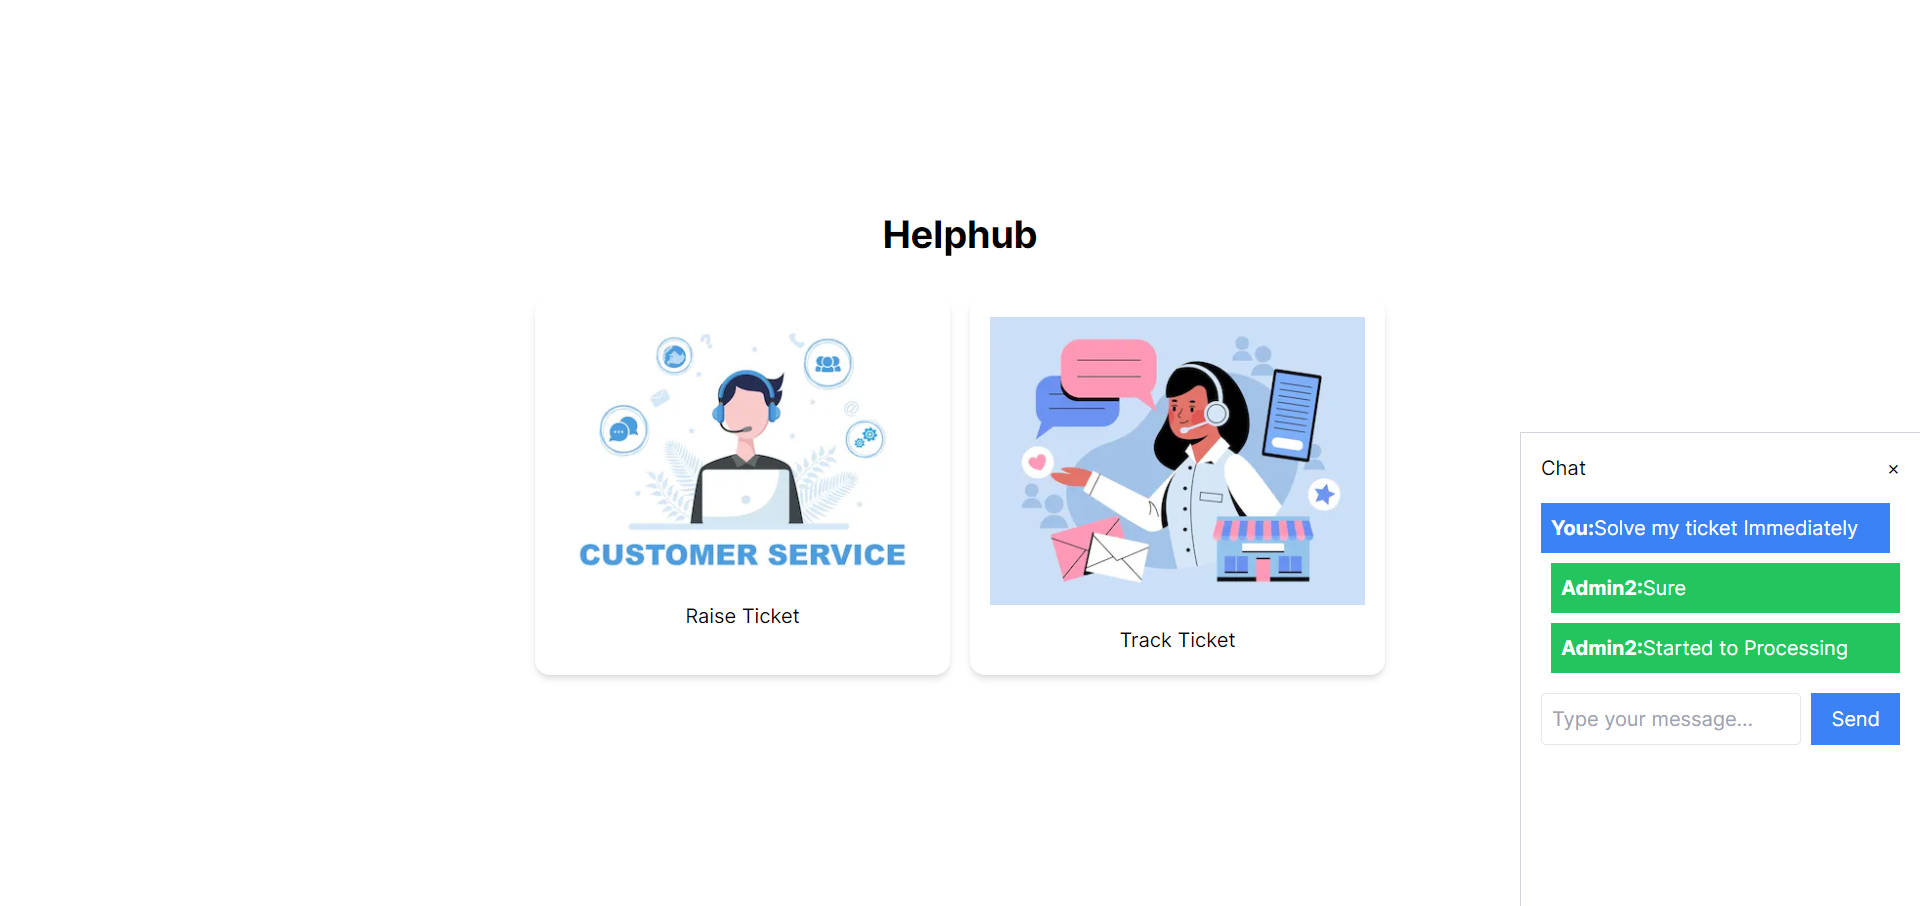 Helphub
CUSTOMER SERVICE
Raise Ticket
Track Ticket
Chat ×
You:Solve my ticket Immediately
Admin2:Sure
Admin2:Started to Processing
Type your message...
Send